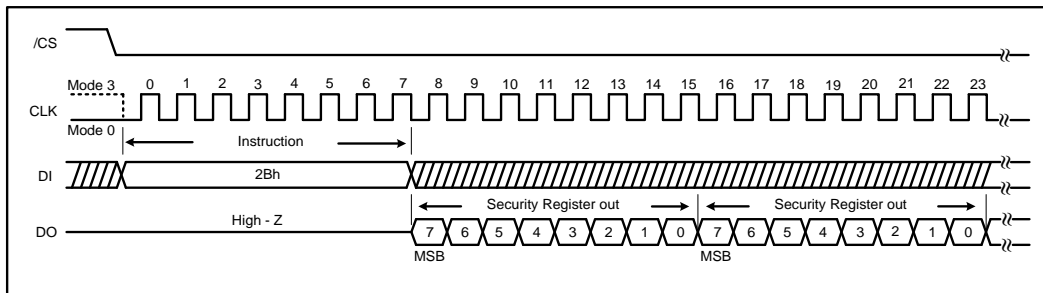 /CS
Mode 3 0 1 2 3 4 5 6 7 8 9 10 11 12 13 14 15 16 17 18 19 20 21 22 23
CLK
Mode 0
Instruction
DI 2Bh
Security Register out Security Register out
High - Z
DO 7 6 5 4 3 2 1 0 7 6 5 4 3 2 1 0
MSB MSB